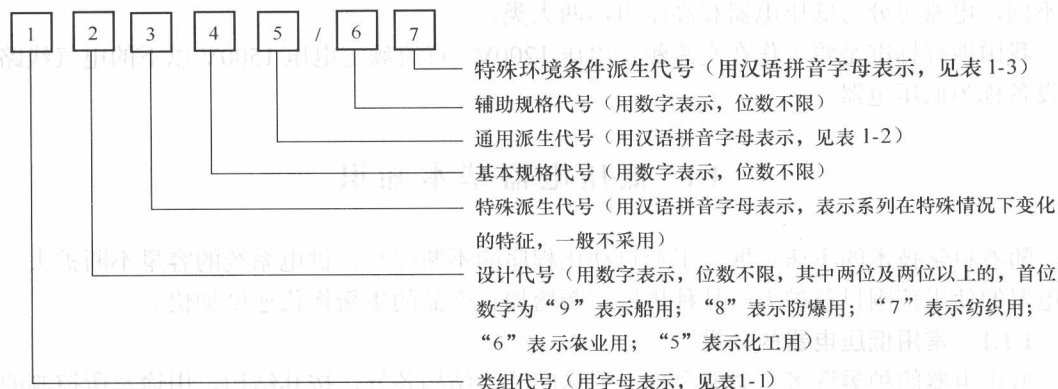 1 2 3 4 5 / 6 7
特殊环境条件派生代号（用汉语拼音字母表示，见表 1-3）
辅助规格代号（用数字表示，位数不限）
通用派生代号（用汉语拼音字母表示，见表 1-2）
基本规格代号（用数字表示，位数不限）
特殊派生代号（用汉语拼音字母表示，表示系列在特殊情况下变化
的特征，一般不采用）
设计代号（用数字表示，位数不限，其中两位及两位以上的，首位
数字为“9”表示船用；“8”表示防爆用；“7”表示纺织用；
“6”表示农业用；“5”表示化工用）
类组代号（用字母表示，见表1-1）